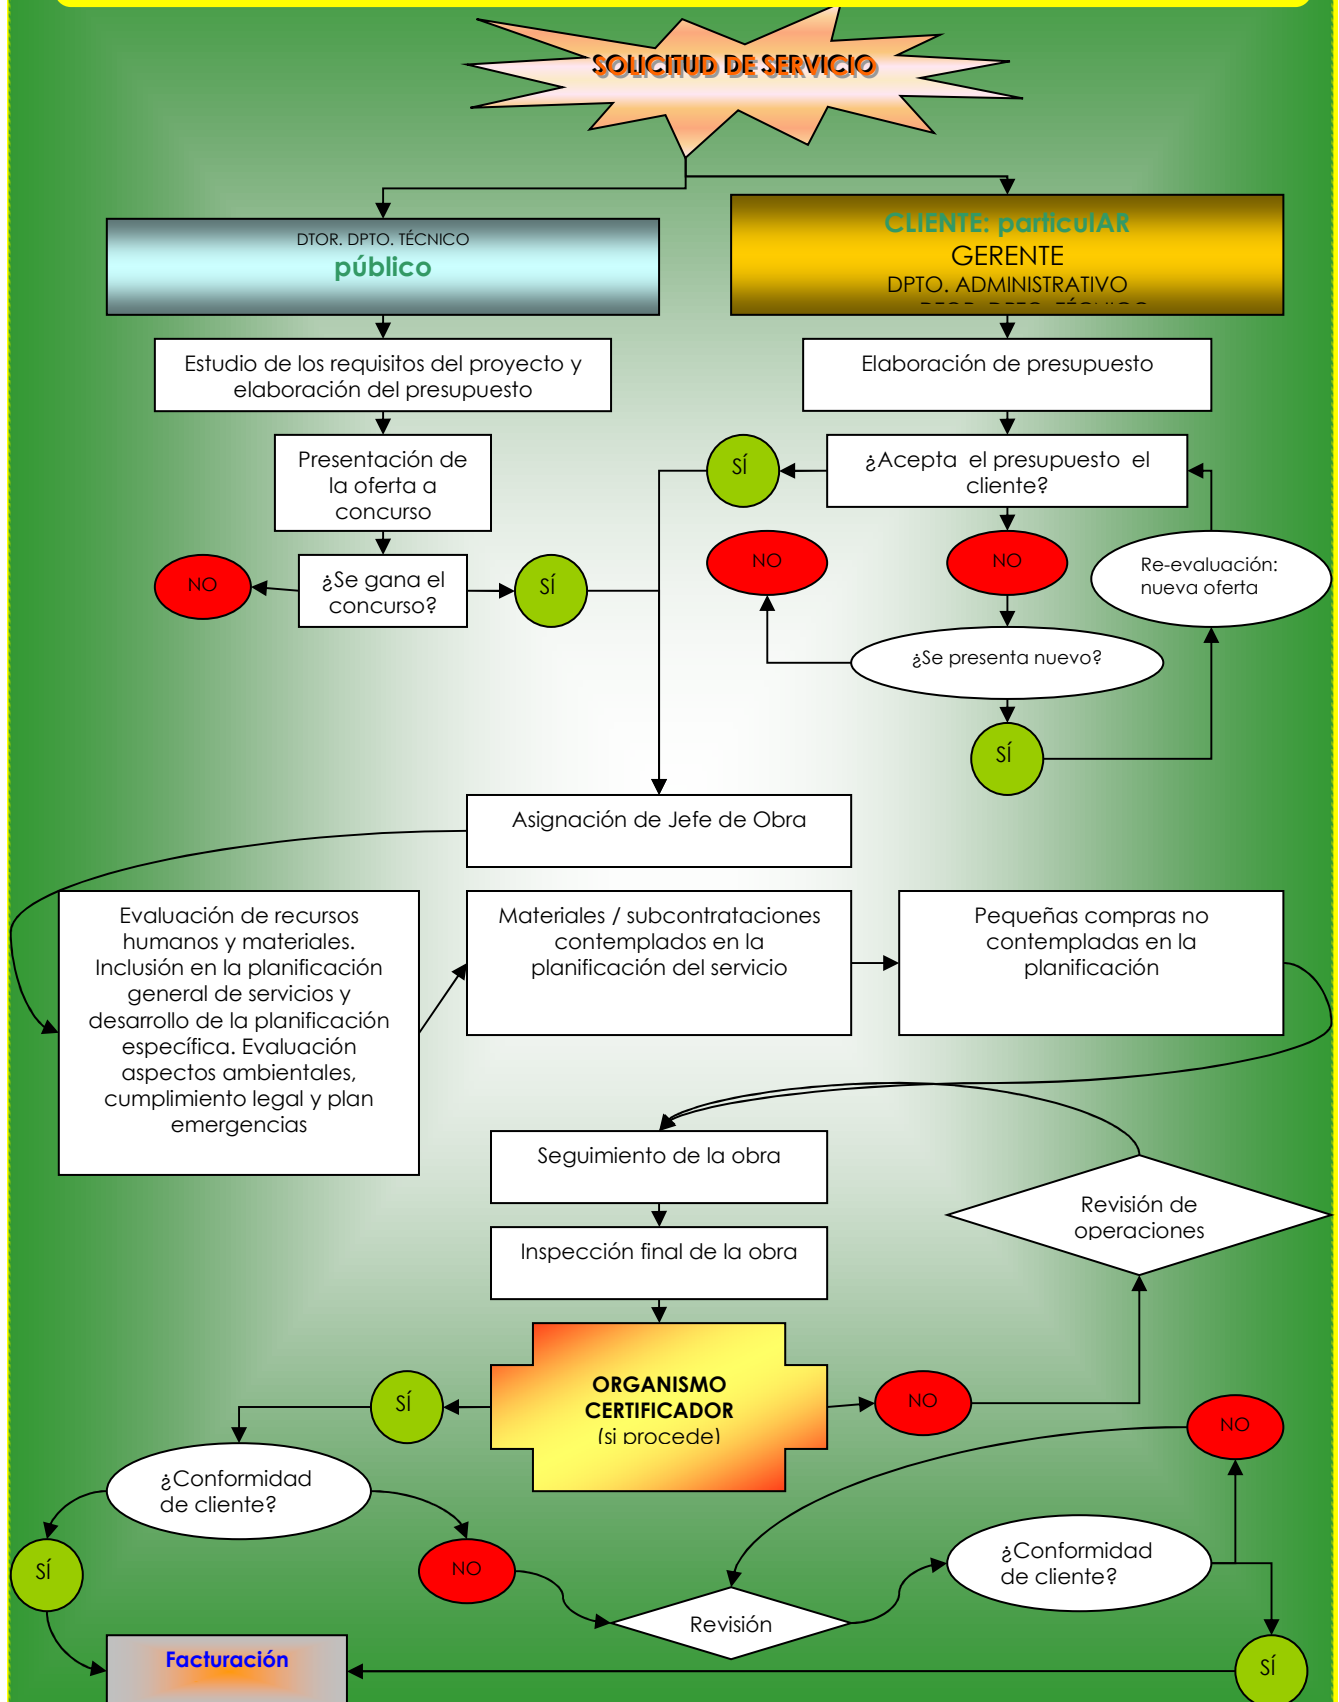 SOLICITUD DE SERVICIO
DTOR. DPTO. TÉCNICO
público
CLIENTE: particulAR
GERENTE
DPTO. ADMINISTRATIVO
DTOR. DPTO. TÉCNICO
Estudio de los requisitos del proyecto y
elaboración del presupuesto
Elaboración de presupuesto
Presentación de
la oferta a
concurso
SÍ
¿Acepta el presupuesto el
cliente?
NO
¿Se gana el
concurso?
SÍ
NO
NO
Re-evaluación:
nueva oferta
¿Se presenta nuevo?
SÍ
Asignación de Jefe de Obra
Evaluación de recursos
humanos y materiales.
Inclusión en la planificación
general de servicios y
desarrollo de la planificación
específica. Evaluación
aspectos ambientales,
cumplimiento legal y plan
emergencias
Materiales / subcontrataciones
contemplados en la
planificación del servicio
Pequeñas compras no
contempladas en la
planificación
Seguimiento de la obra
Revisión de
operaciones
Inspección final de la obra
SÍ
ORGANISMO
CERTIFICADOR
(si procede)
NO
NO
¿Conformidad
de cliente?
SÍ
NO
¿Conformidad
de cliente?
Revisión
Facturación
SÍ